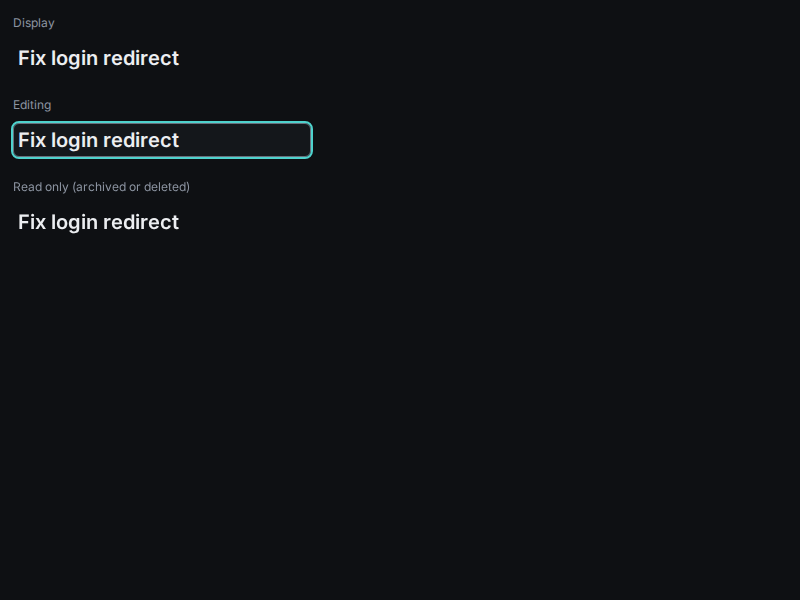 Display
Fix login redirect
Editing
Fix login redirect
Read only (archived or deleted)
Fix login redirect